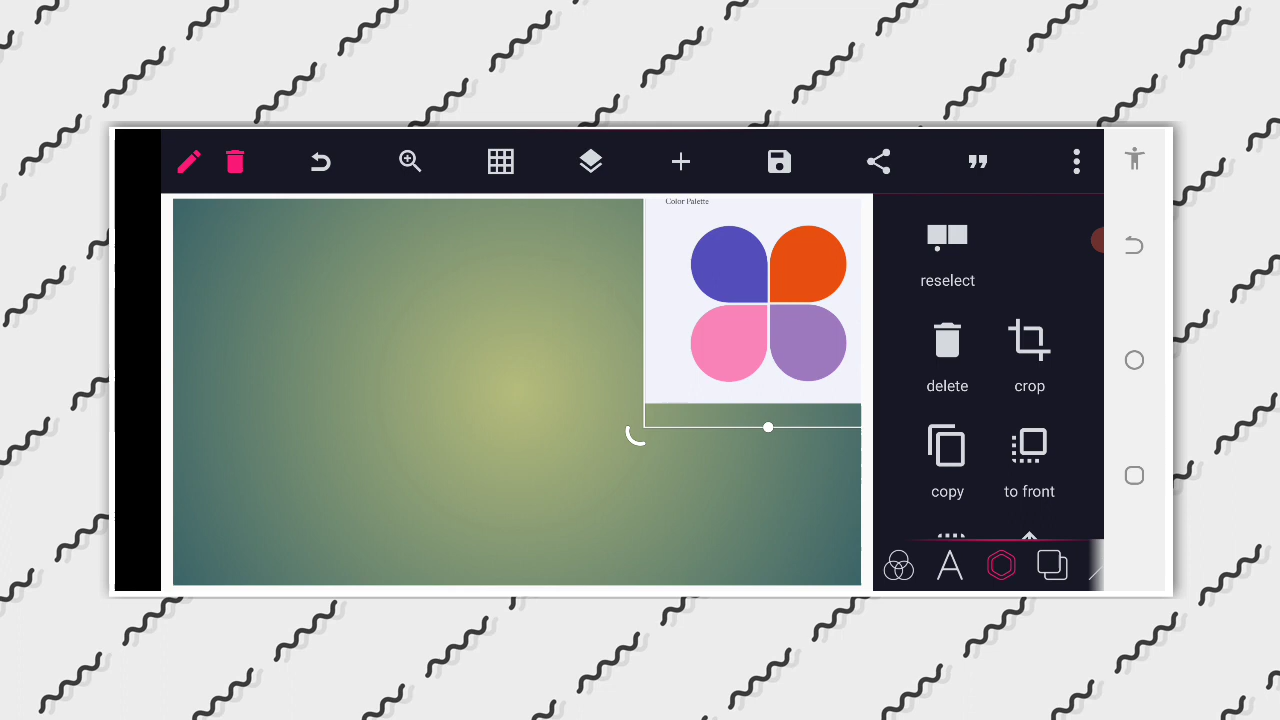 Color Palette
reselect
delete
crop
copy
to front